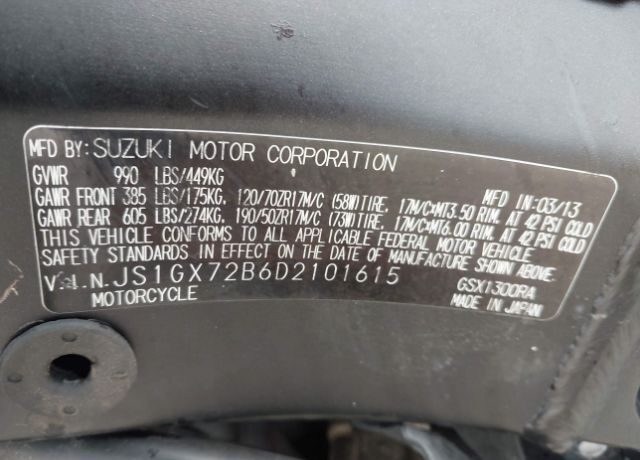 MFD BY: SUZUKI MOTOR CORPORATION
GVWR 990 LBS/449KG MFD IN:03/13
GAWR FRONT 385 LBS/175KG, 120/70ZR17M/C (58W)TIRE, 17M/C×MT3.50 RIM, AT 42 PSI COLD
GAWR REAR 605 LBS/274KG, 190/50ZR17M/C (73W)TIRE, 17M/C×MT6.00 RIM, AT 42 PSI COLD
THIS VEHICLE CONFORMS TO ALL APPLICABLE FEDERAL MOTOR VEHICLE
SAFETY STANDARDS IN EFFECT ON THE DATE OF MANUFACTURE SHOWN ABOVE.
V.I.N. JS1GX72B6D2101615 GSX1300RA
MOTORCYCLE MADE IN JAPAN